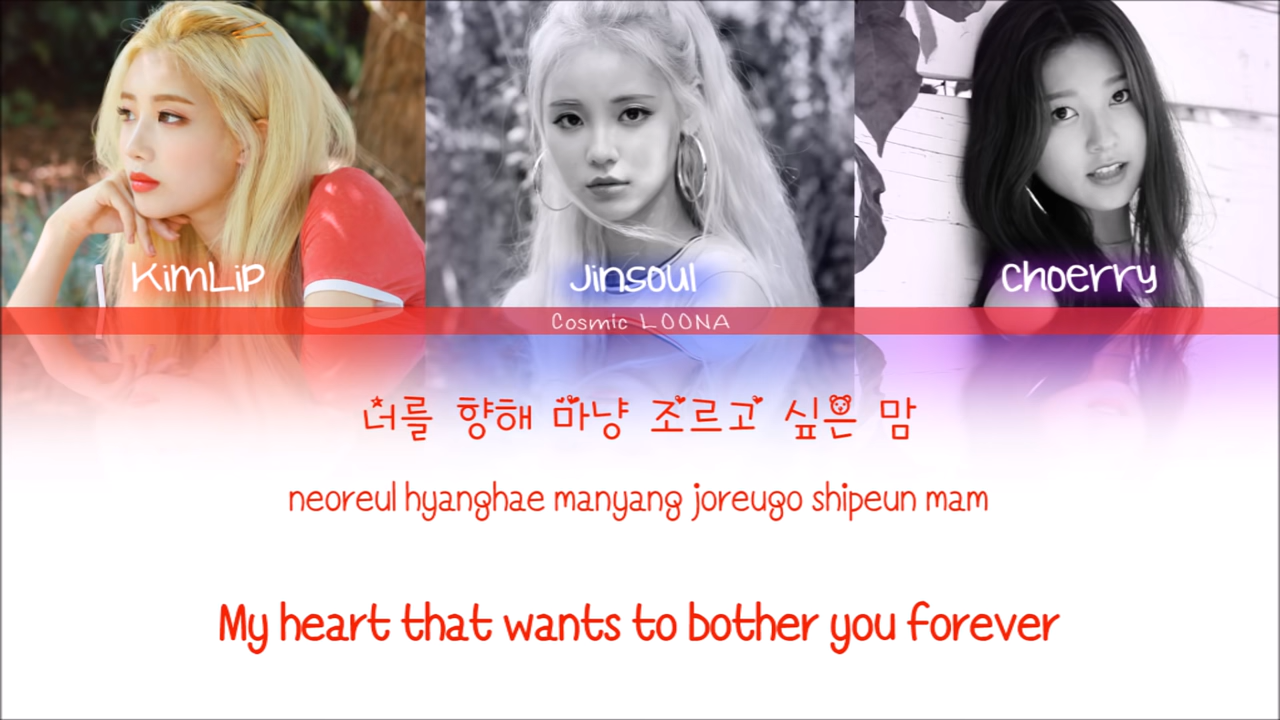 KimLip
Jinsoul
Choerry
Cosmic LOONA
너를 향해 마냥 조르고 싶은 맘
neoreul hyanghae manyang joreugo shipeun mam
My heart that wants to bother you forever